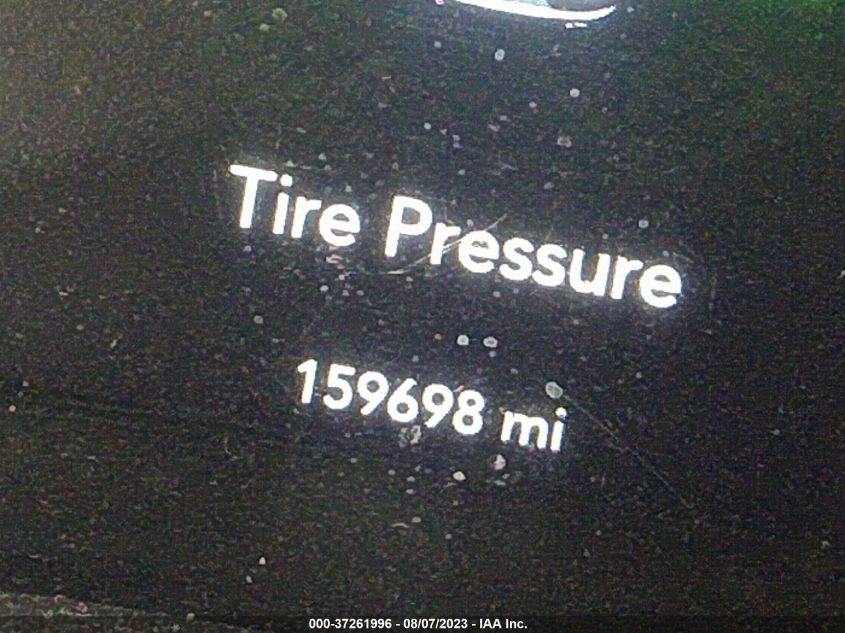 Tire Pressure
159698 mi
000-37261996 - 08/07/2023 - IAA Inc.